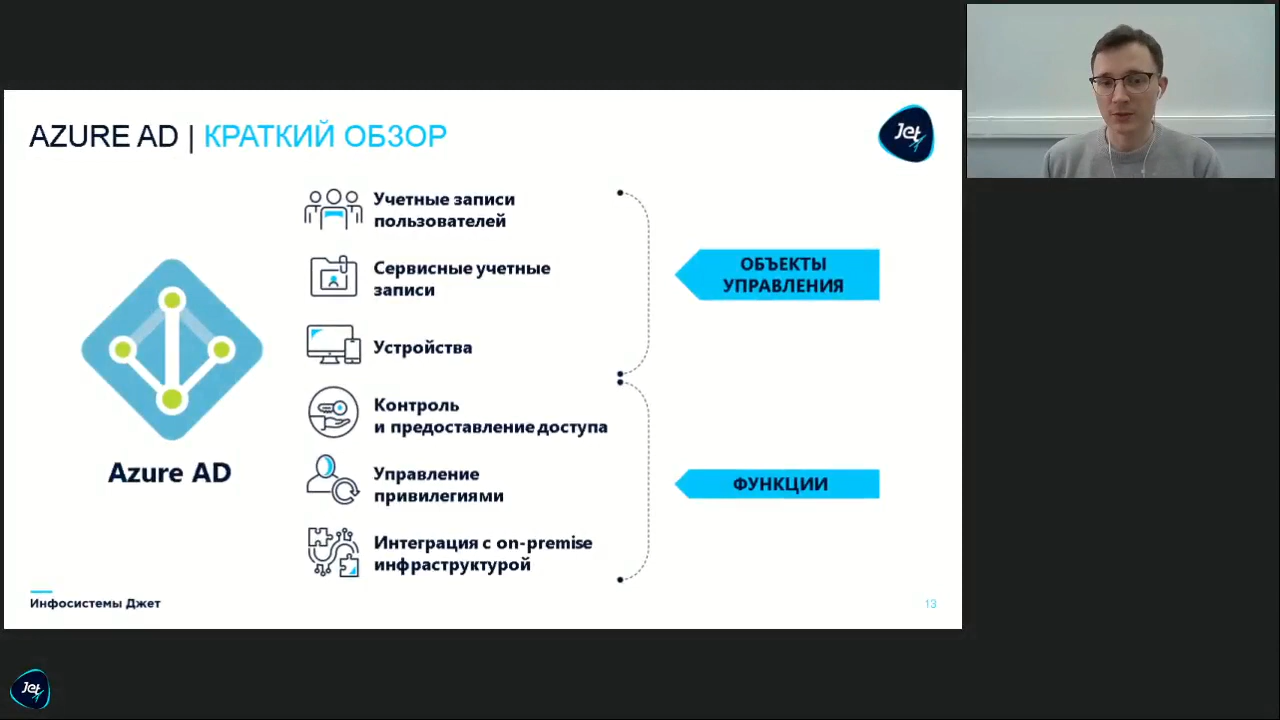 AZURE AD | КРАТКИЙ ОБЗОР
Jet
Учетные записи
пользователей
Сервисные учетные
записи
Устройства
Контроль
и предоставление доступа
Управление
привилегиями
Интеграция с on-premise
инфраструктурой
Azure AD
ОБЪЕКТЫ
УПРАВЛЕНИЯ
ФУНКЦИИ
Инфосистемы Джет
13
Jet